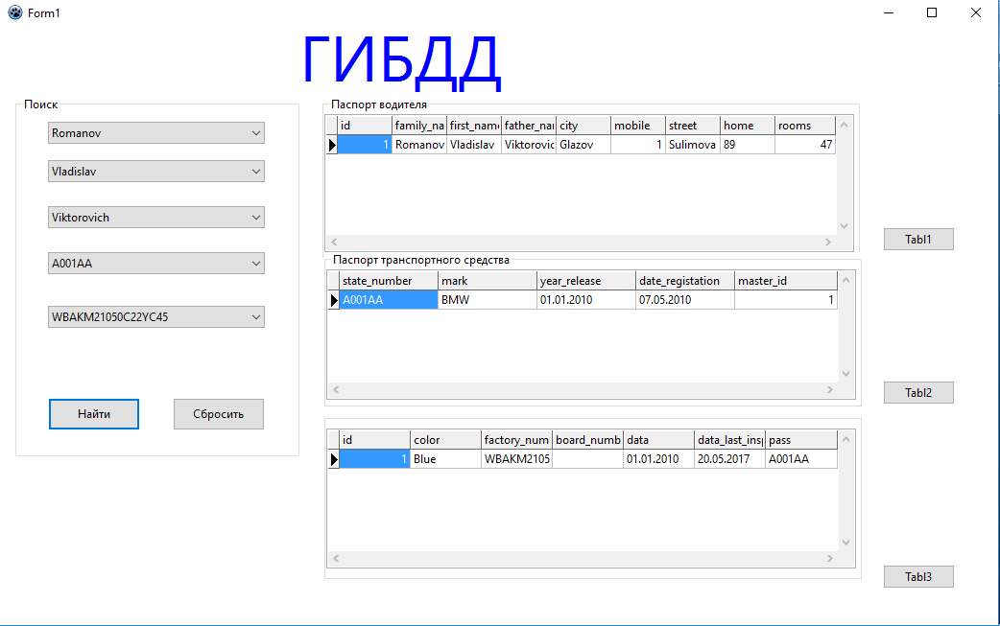 Form1
ГИБДД
Поиск
Romanov
Vladislav
Viktorovich
A001AA
WBAKM21050C22YC45
Найти Сбросить
Паспорт водителя
id family_na first_name father_nai city mobile street home rooms
1 Romanov Vladislav Viktorovic Glazov 1 Sulimova 89 47
Tabl1
Паспорт транспортного средства
state_number mark year_release date_registation master_id
A001AA BMW 01.01.2010 07.05.2010 1
Tabl2
id color factory_num board_numb data data_last_insp pass
1 Blue WBAKM2105 01.01.2010 20.05.2017 A001AA
Tabl3